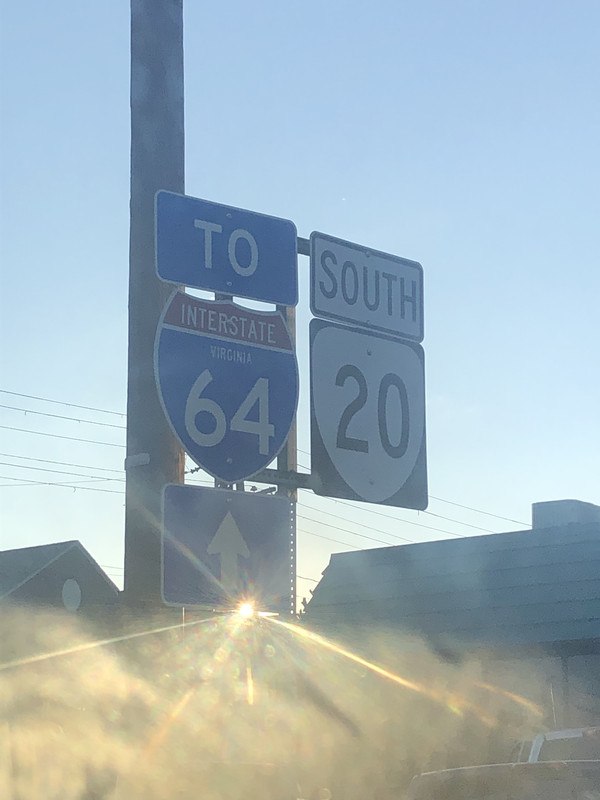 TO
INTERSTATE
VIRGINIA
64
SOUTH
20